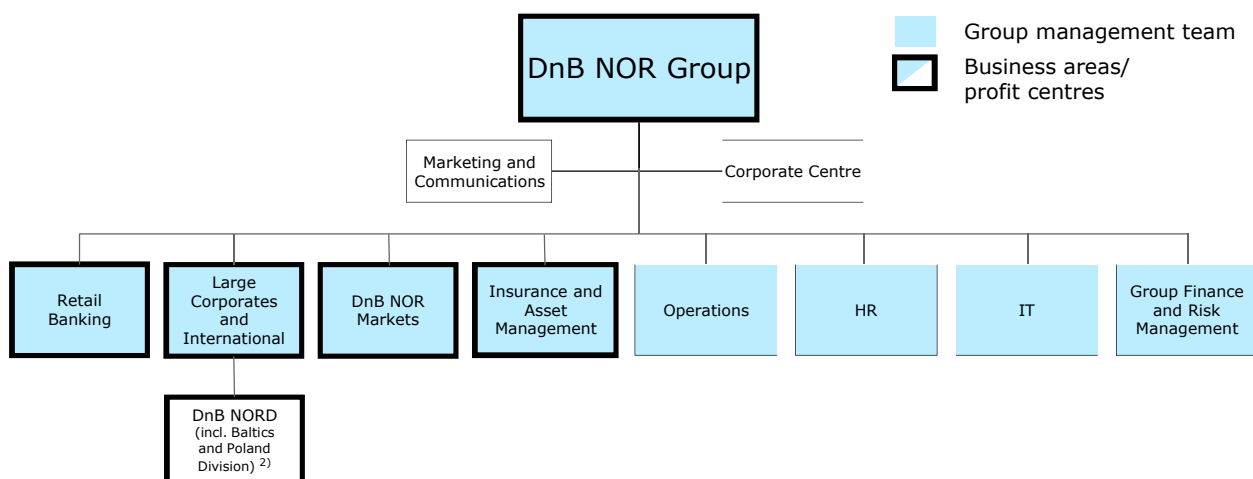 DnB NOR Group
Group management team
Business areas/
profit centres
Marketing and
Communications
Corporate Centre
Retail
Banking
Large
Corporates
and
International
DnB NOR
Markets
Insurance and
Asset
Management
Operations
HR
IT
Group Finance
and Risk
Management
DnB NORD
(incl. Baltics
and Poland
Division) 2)